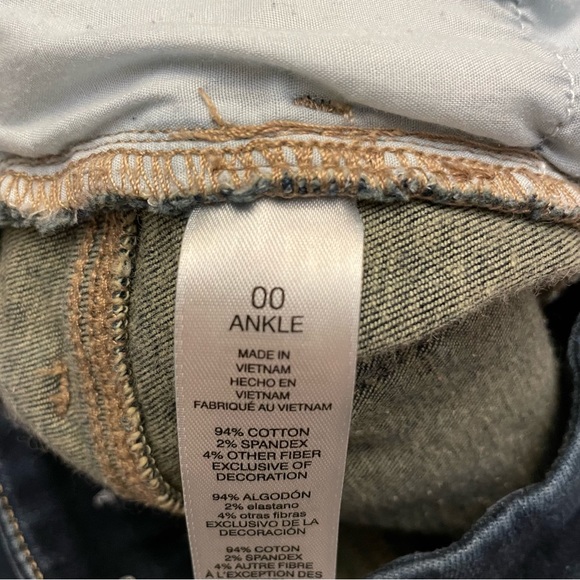 00
ANKLE
MADE IN
VIETNAM
HECHO EN
VIETNAM
FABRIQUÉ AU VIETNAM
94% COTTON
2% SPANDEX
4% OTHER FIBER
EXCLUSIVE OF
DECORATION
94% ALGODÓN
2% elastano
4% otras fibras
EXCLUSIVO DE LA
DECORACIÓN
94% COTON
2% SPANDEX
4% AUTRE FIBRE
À L'EXCEPTION DES